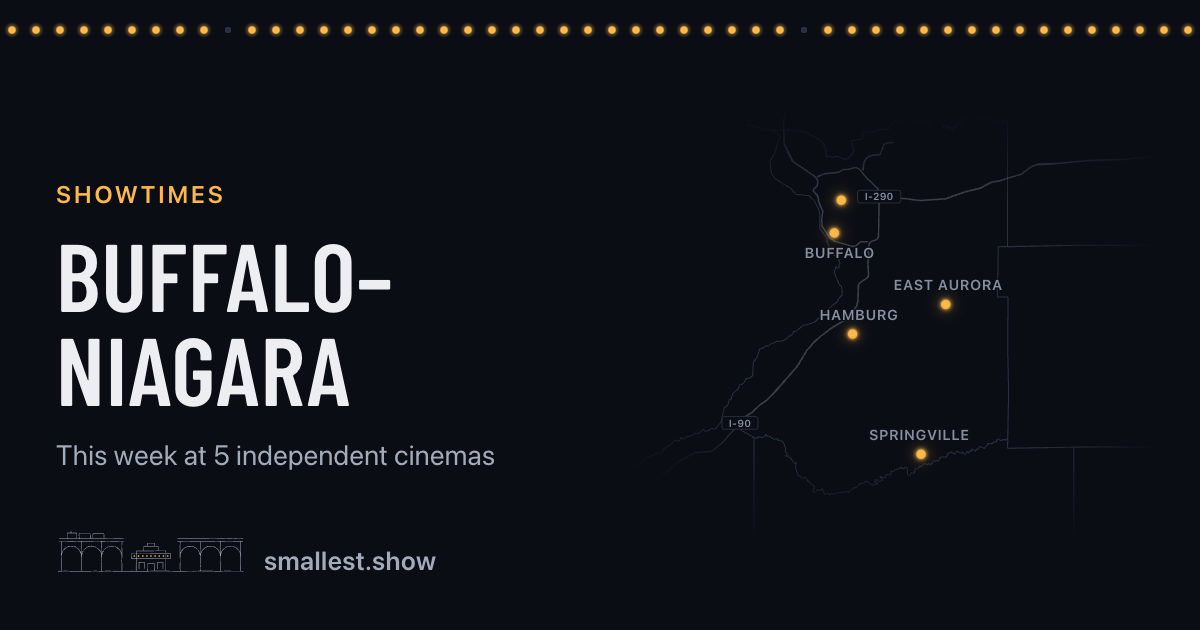 SHOWTIMES
BUFFALO–
NIAGARA
This week at 5 independent cinemas
smallest.show
I-290
BUFFALO
EAST AURORA
HAMBURG
I-90
SPRINGVILLE